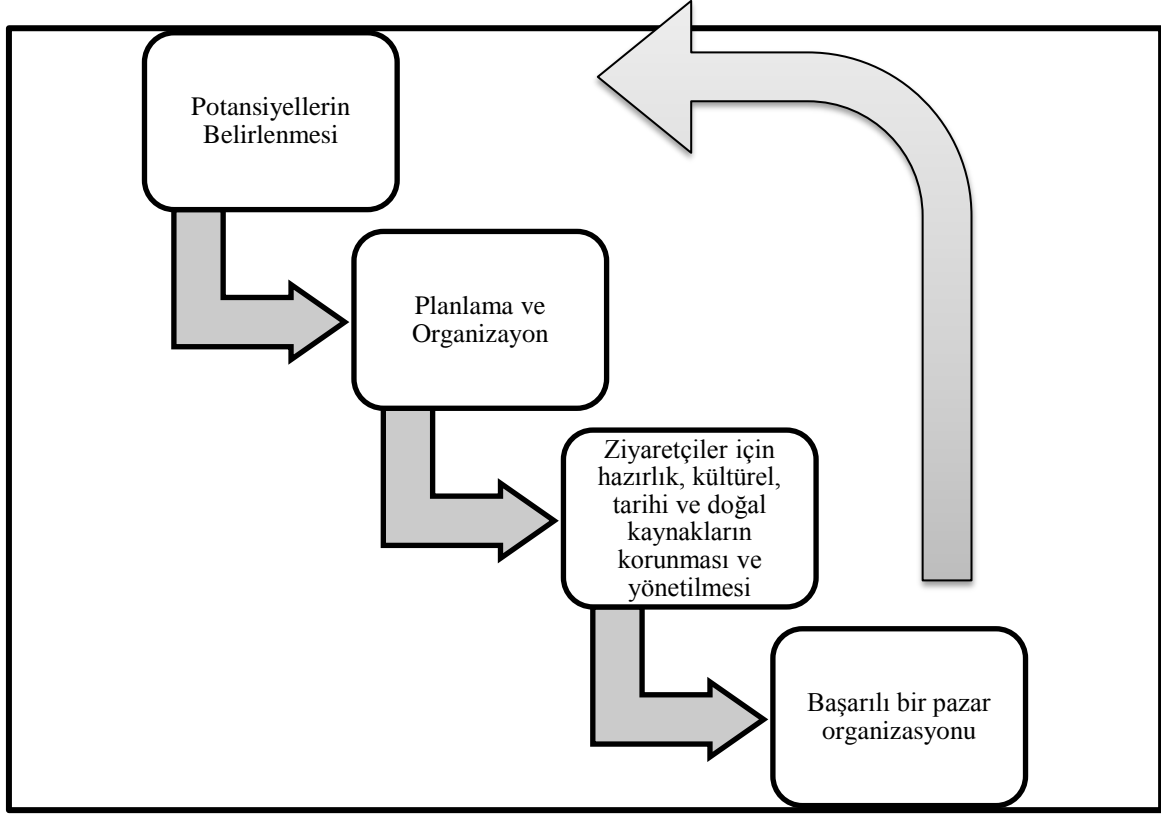 Potansiyellerin
Belirlenmesi
Planlama ve
Organizayon
Ziyaretçiler için
hazırlık, kültürel,
tarihi ve doğal
kaynakların
korunması ve
yönetilmesi
Başarılı bir pazar
organizasyonu